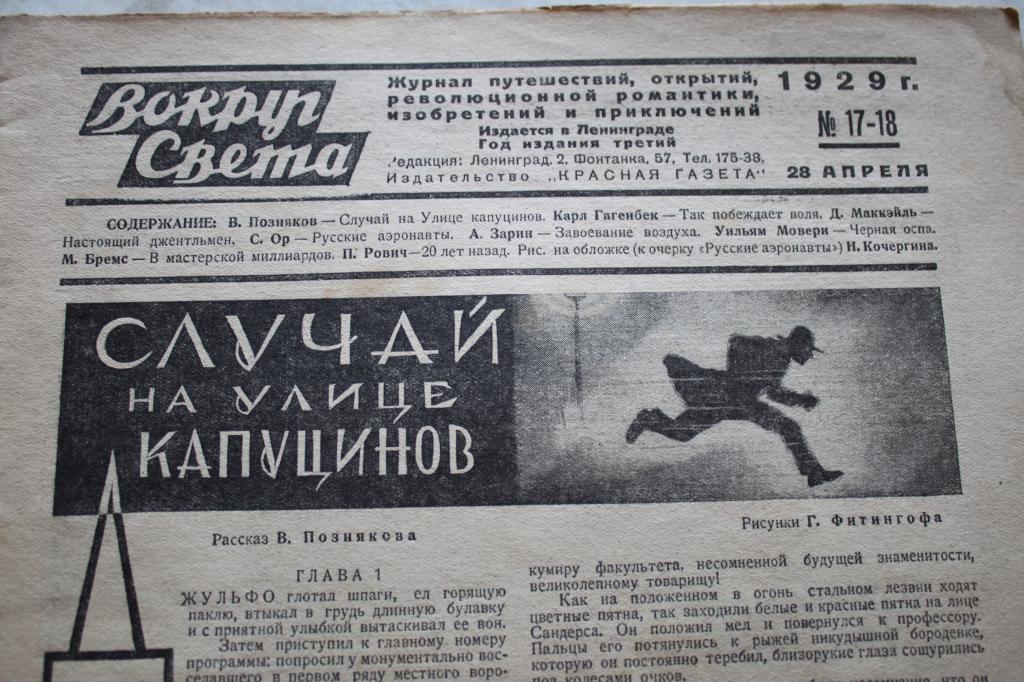 Вокруг
Света
Журнал путешествий, открытий,
революционной романтики,
изобретений и приключений
Издается в Ленинграде
Год издания третий
Редакция: Ленинград, 2, Фонтанка, 57, Тел. 175-38.
Издательство „КРАСНАЯ ГАЗЕТА"
1929 г.
№ 17-18
28 АПРЕЛЯ
СОДЕРЖАНИЕ: В. Позняков—Случай на Улице капуцинов. Карл Гагенбек—Так побеждает воля. Д. Маккэйль—
Настоящий джентльмен. С. Ор—Русские аэронавты. А. Зарин—Завоевание воздуха. Уильям Мовери—Черная оспа.
М. Бремс—В мастерской миллиардов. П. Рович—20 лет назад. Рис. на обложке (к очерку «Русские аэронавты») Н. Кочергина.
СЛУЧАЙ
НА УЛИЦЕ
КАПУЦИНОВ
Рассказ В. Познякова
Рисунки Г. Фитингофа
ГЛАВА 1
ЖУЛЬФО глотал шпаги, ел горящую
паклю, втыкал в грудь длинную булавку
и с приятной улыбкой вытаскивал ее вон.
Затем приступил к главному номеру
программы: попросил у монументально вос-
седавшего в первом ряду местного воро-
кумиру факультета, несомненной будущей знаменитости,
великолепному товарищу!
Как на положенном в огонь стальном лезвии ходят
цветные пятна, так заходили белые и красные пятна на лице
Сандерса. Он положил мел и повернулся к профессору.
Пальцы его потянулись к рыжей никудышной бороденке,
которую он постоянно теребил, близорукие глаза сощурились
под колесами очков.
что он